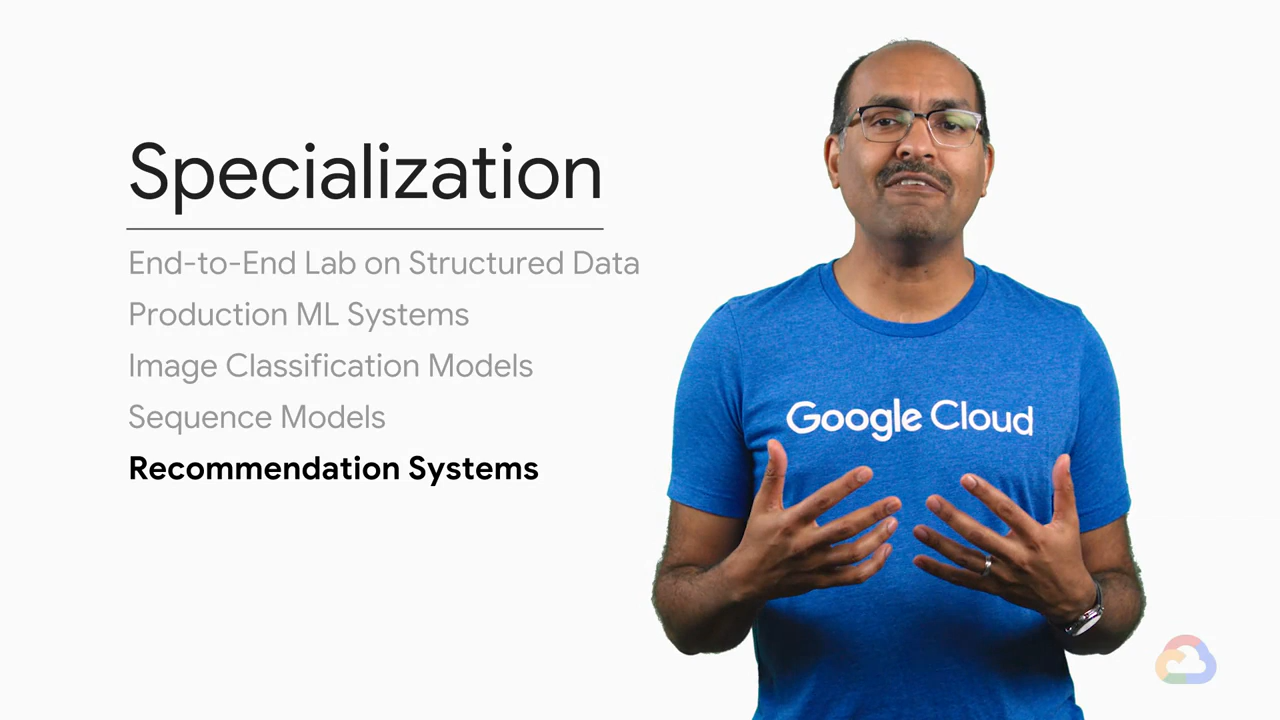 Specialization
End-to-End Lab on Structured Data
Production ML Systems
Image Classification Models
Sequence Models
Recommendation Systems
Google Cloud